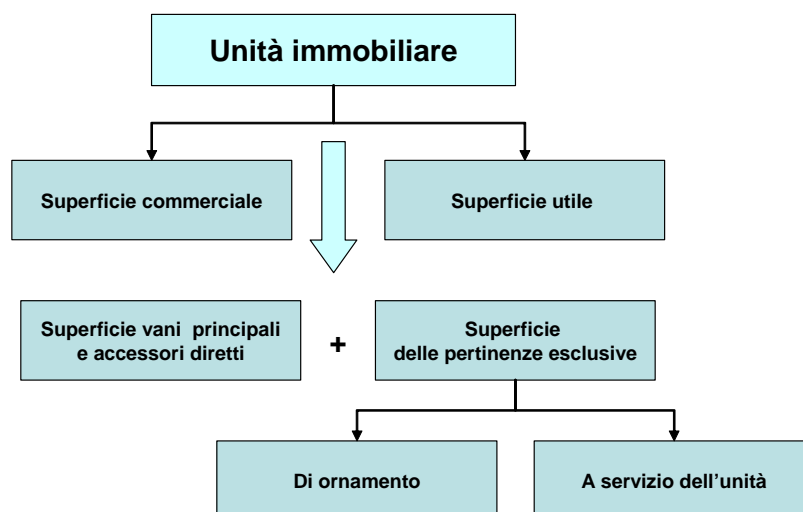 Unità immobiliare
Superficie commerciale
Superficie utile
Superficie vani principali
e accessori diretti
+
Superficie
delle pertinenze esclusive
Di ornamento
A servizio dell'unità